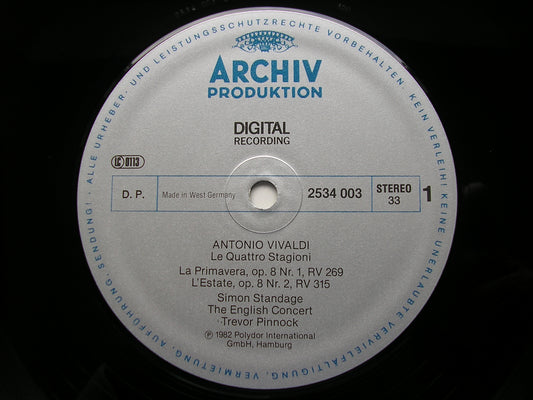 ALLE URHEBER- UND LEISTUNGSSCHUTZRECHTE VORBEHALTEN. KEIN VERLEIH! KEINE UNERLAUBTE VERVIELFÄLTIGUNG, VERMIETUNG, AUFFÜHRUNG, SENDUNG!
ARCHIV
PRODUKTION
DIGITAL
RECORDING
LC 0113
D. P. Made in West Germany 2534 003 STEREO 33 1
ANTONIO VIVALDI
Le Quattro Stagioni
La Primavera, op. 8 Nr. 1, RV 269
L'Estate, op. 8 Nr. 2, RV 315
Simon Standage
The English Concert
Trevor Pinnock
Ⓟ 1982 Polydor International
GmbH, Hamburg